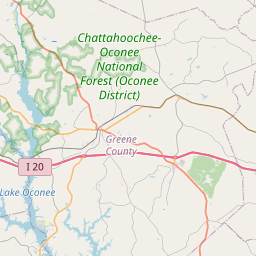 Chattahoochee-
Oconee
National
Forest (Oconee
District)
Greene
County
I 20
Lake Oconee